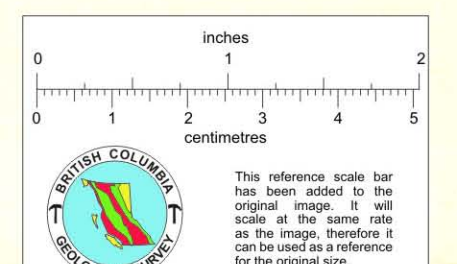 inches
0 1 2
0 1 2 3 4 5
centimetres
BRITISH COLUMBIA
This reference scale bar
has been added to the
original image. It will
scale at the same rate
as the image, therefore it
can be used as a reference
for the original size.